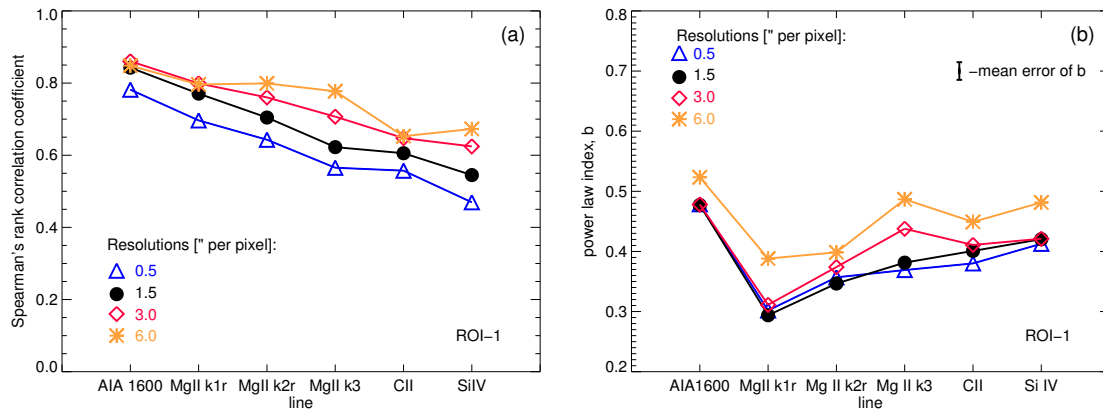 (a)
Spearman's rank correlation coefficient
1.0
0.8
0.6
0.4
0.2
0.0
Resolutions [" per pixel]:
0.5
1.5
3.0
6.0
ROI-1
AIA 1600 MgII k1r MgII k2r MgII k3 CII SiIV
line
(b)
power law index, b
0.8
0.7
0.6
0.5
0.4
0.3
0.2
Resolutions [" per pixel]:
0.5
1.5
3.0
6.0
-mean error of b
ROI-1
AIA1600 MgII k1r Mg II k2r Mg II k3 CII Si IV
line